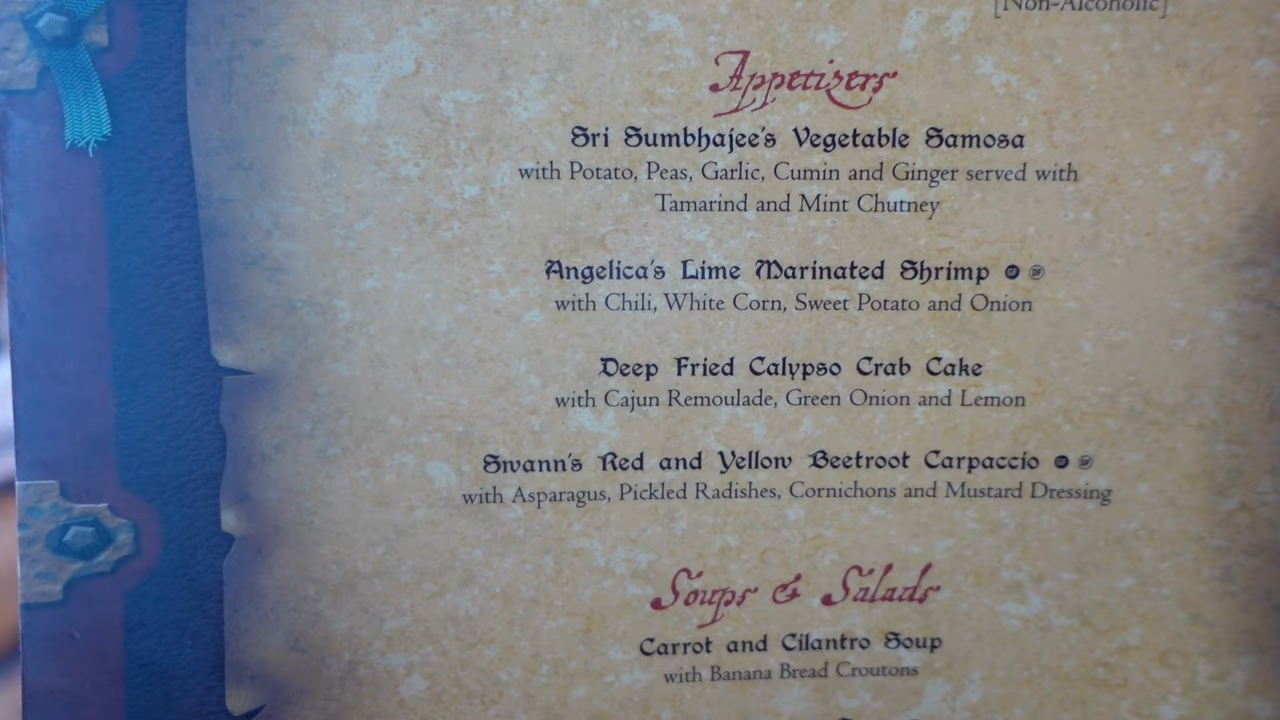 [Non-Alcoholic]
Appetizers
Sri Sumbhajee's Vegetable Samosa
with Potato, Peas, Garlic, Cumin and Ginger served with
Tamarind and Mint Chutney
Angelica's Lime Marinated Shrimp
with Chili, White Corn, Sweet Potato and Onion
Deep Fried Calypso Crab Cake
with Cajun Remoulade, Green Onion and Lemon
Swann's Red and Yellow Beetroot Carpaccio
with Asparagus, Pickled Radishes, Cornichons and Mustard Dressing
Soups & Salads
Carrot and Cilantro Soup
with Banana Bread Croutons